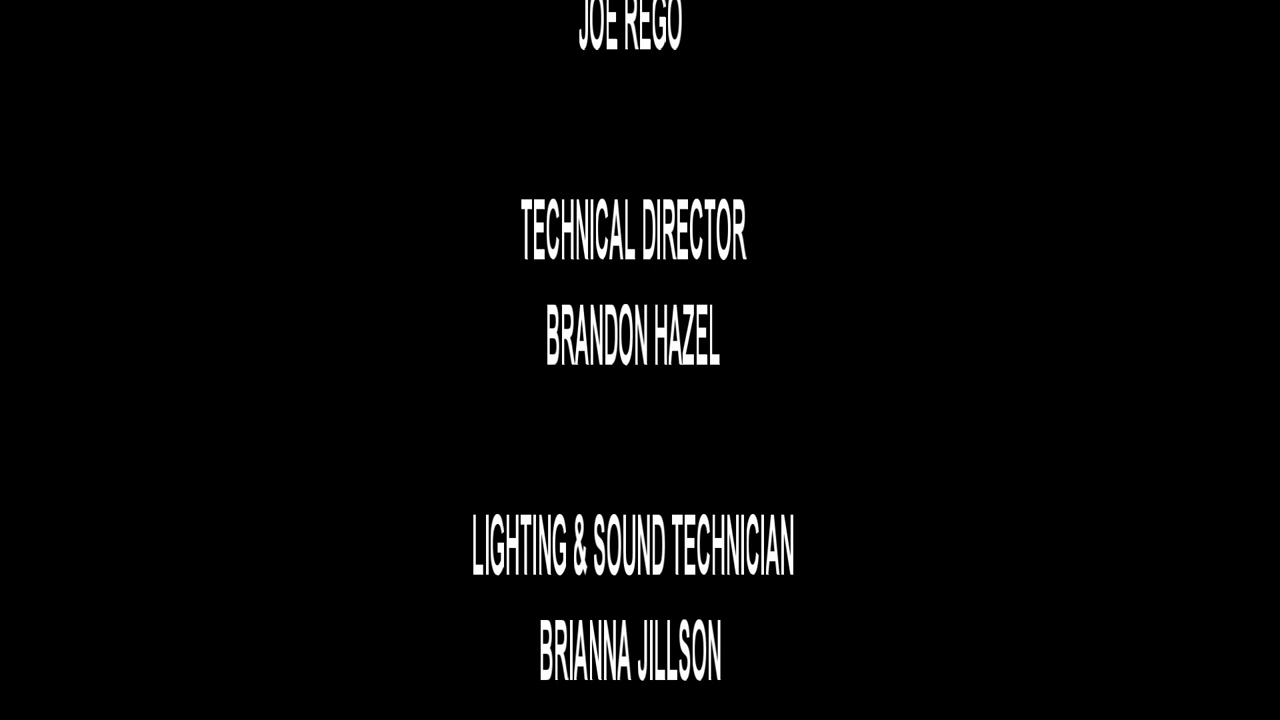 JOE REGO
TECHNICAL DIRECTOR
BRANDON HAZEL
LIGHTING & SOUND TECHNICIAN
BRIANNA JILLSON